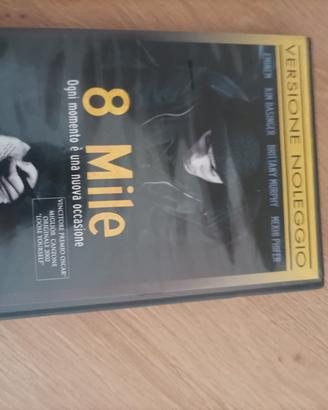 VERSIONE NOLEGGIO
EMINEM KIM BASINGER BRITTANY MURPHY MEKHI PHIFER
8 Mile
Ogni momento è una nuova occasione
VINCITORE PREMIO OSCAR®
MIGLIOR CANZONE
ORIGINALE 2002
"LOOSE YOURSELF"